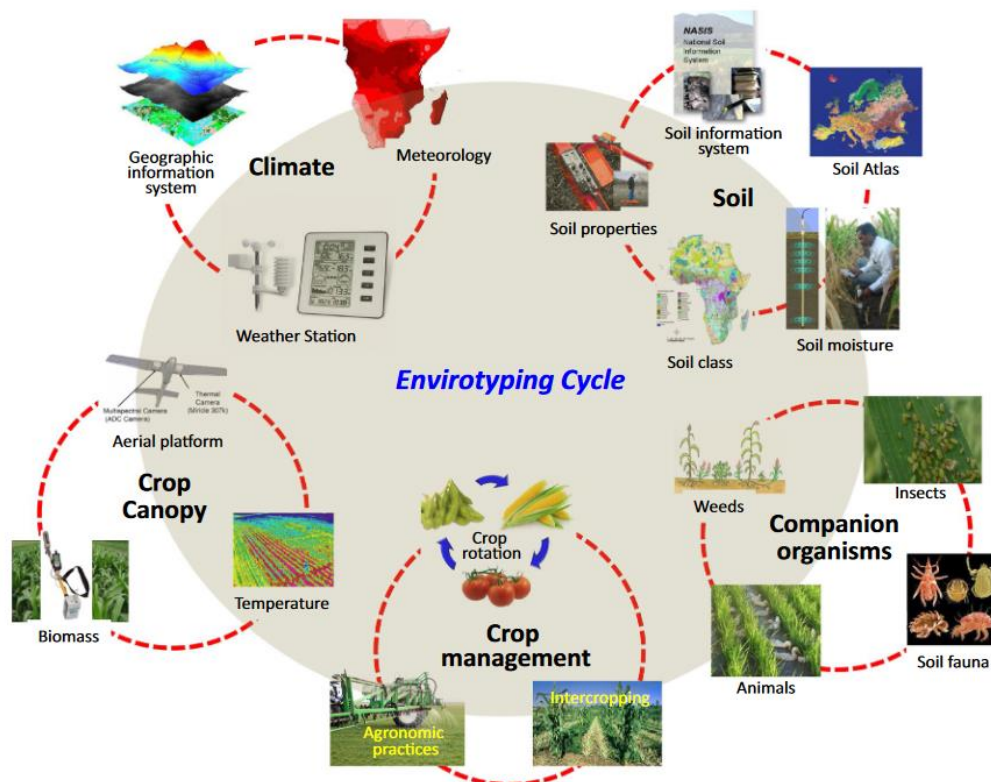 NASIS
National Soil
Information
System
Soil information
system
Geographic
information
system
Climate
Meteorology
Soil Atlas
Soil
Soil properties
Weather Station
Soil class
Soil moisture
Envirotyping Cycle
Multispectral Camera
(ADC Camera)
Thermal
Camera
Aerial platform
Crop
Canopy
Biomass
Temperature
Crop
rotation
Crop
management
Agronomic
practices
Intercropping
Weeds
Insects
Companion
organisms
Animals
Soil fauna